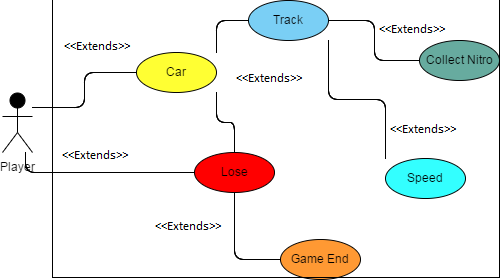 Track
<<Extends>>
<<Extends>>
Collect Nitro
Car
<<Extends>>
<<Extends>>
<<Extends>>
Player
Lose
Speed
<<Extends>>
Game End